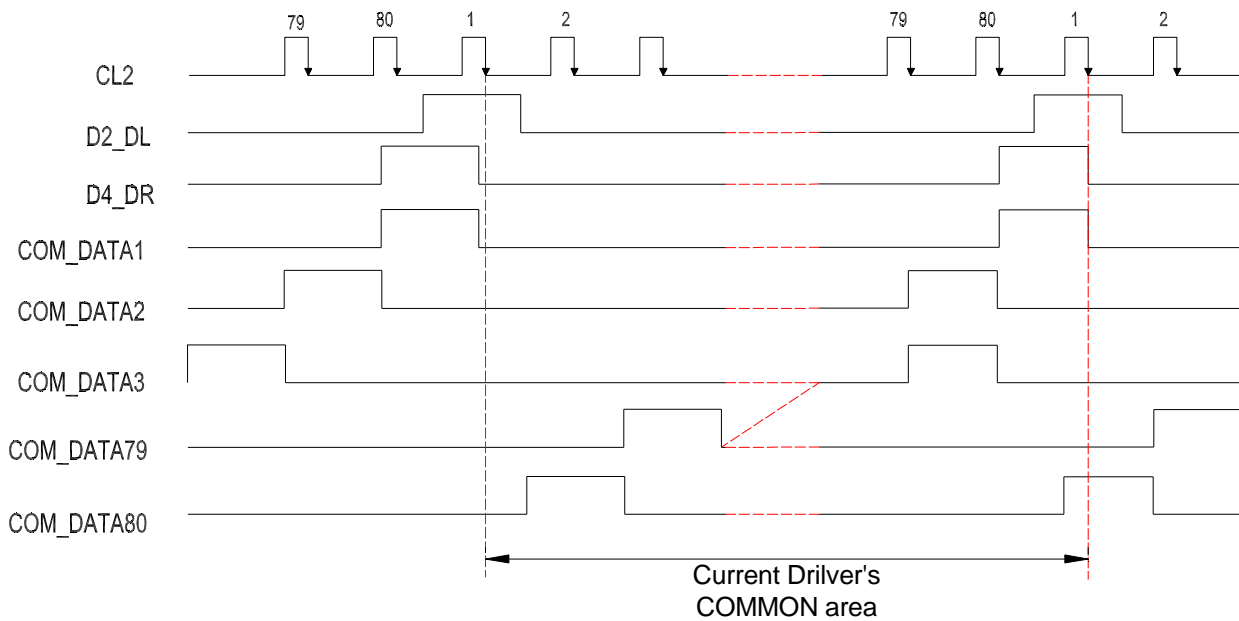 79 80 1 2 79 80 1 2
CL2
D2_DL
D4_DR
COM_DATA1
COM_DATA2
COM_DATA3
COM_DATA79
COM_DATA80
Current Drilver's
COMMON area